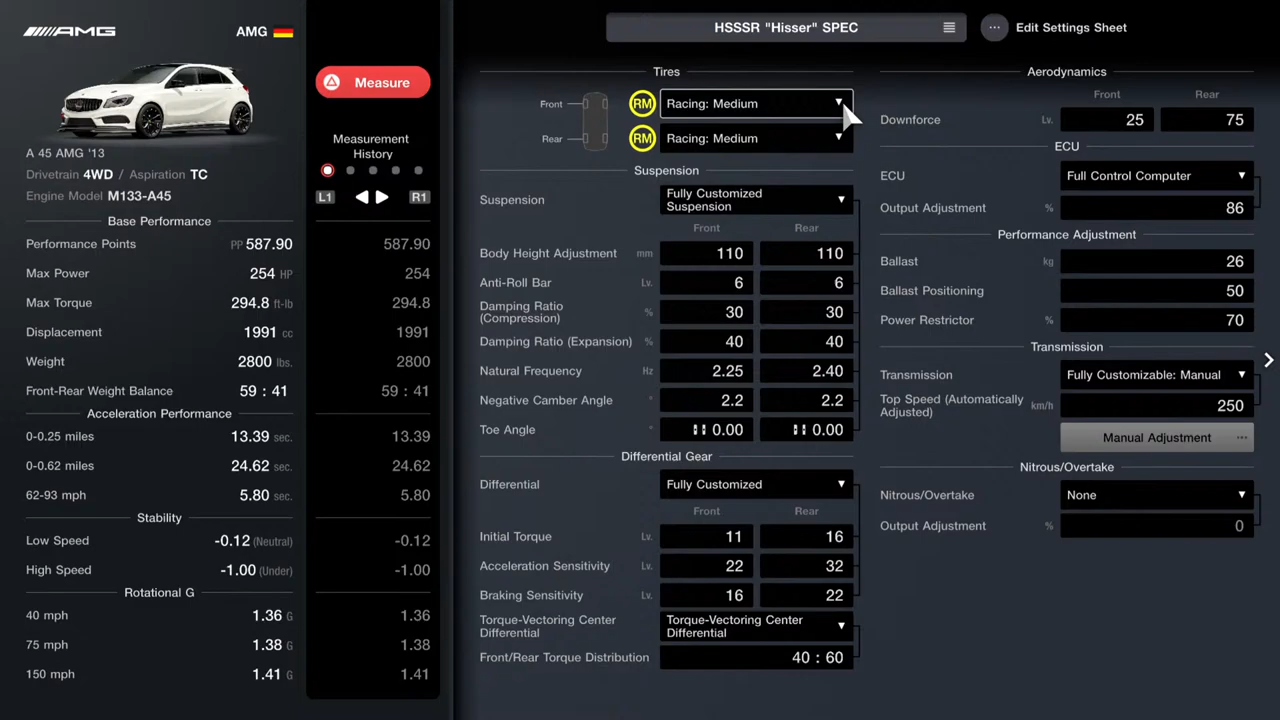 AMG
AMG
A 45 AMG '13
Drivetrain 4WD / Aspiration TC
Engine Model M133-A45
Base Performance
Performance Points PP 587.90
Max Power 254 HP
Max Torque 294.8 ft-lb
Displacement 1991 cc
Weight 2800 lbs.
Front-Rear Weight Balance 59 : 41
Acceleration Performance
0-0.25 miles 13.39 sec.
0-0.62 miles 24.62 sec.
62-93 mph 5.80 sec.
Stability
Low Speed -0.12 (Neutral)
High Speed -1.00 (Under)
Rotational G
40 mph 1.36 G
75 mph 1.38 G
150 mph 1.41 G
Measure
Measurement
History
L1 R1
587.90
254
294.8
1991
2800
59 : 41
13.39
24.62
5.80
-0.12
-1.00
1.36
1.38
1.41
HSSSR "Hisser" SPEC
Edit Settings Sheet
Tires
Front RM Racing: Medium
Rear RM Racing: Medium
Suspension
Suspension Fully Customized
Suspension
Front Rear
Body Height Adjustment mm 110 110
Anti-Roll Bar Lv. 6 6
Damping Ratio
(Compression) % 30 30
Damping Ratio (Expansion) % 40 40
Natural Frequency Hz 2.25 2.40
Negative Camber Angle ° 2.2 2.2
Toe Angle ° 0.00 0.00
Differential Gear
Differential Fully Customized
Front Rear
Initial Torque Lv. 11 16
Acceleration Sensitivity Lv. 22 32
Braking Sensitivity Lv. 16 22
Torque-Vectoring Center
Differential
Torque-Vectoring Center
Differential
Front/Rear Torque Distribution 40 : 60
Aerodynamics
Front Rear
Downforce Lv. 25 75
ECU
ECU Full Control Computer
Output Adjustment % 86
Performance Adjustment
Ballast kg 26
Ballast Positioning 50
Power Restrictor % 70
Transmission
Transmission Fully Customizable: Manual
Top Speed (Automatically
Adjusted) km/h 250
Manual Adjustment
Nitrous/Overtake
Nitrous/Overtake None
Output Adjustment % 0